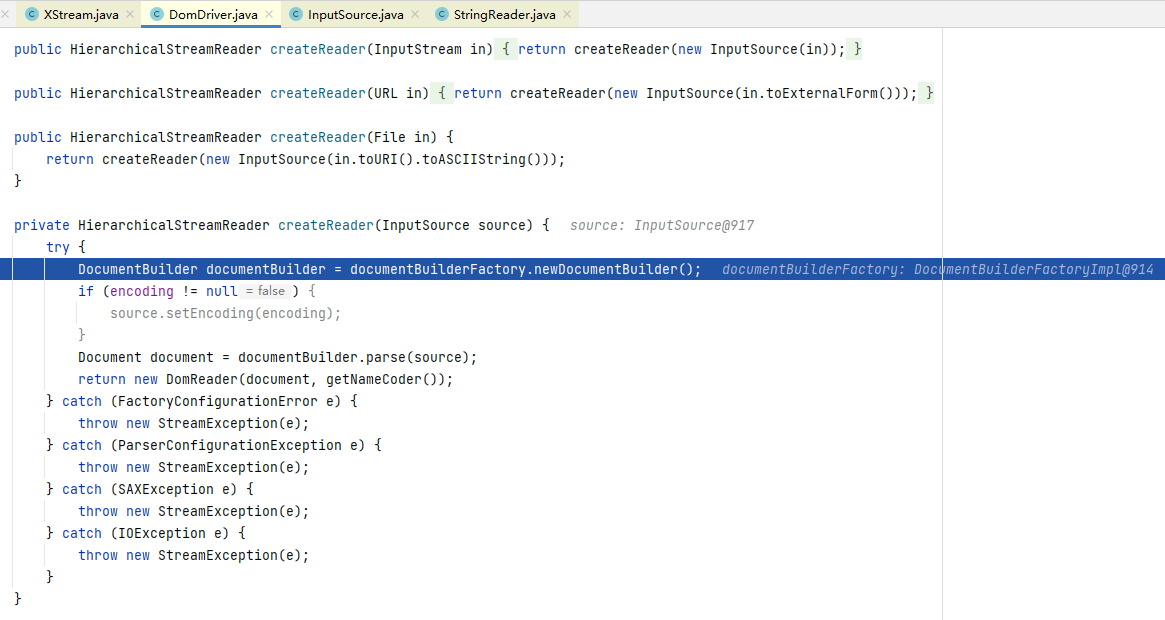 XStream.java DomDriver.java InputSource.java StringReader.java
public HierarchicalStreamReader createReader(InputStream in) { return createReader(new InputSource(in)); }
public HierarchicalStreamReader createReader(URL in) { return createReader(new InputSource(in.toExternalForm())); }
public HierarchicalStreamReader createReader(File in) {
return createReader(new InputSource(in.toURI().toASCIIString()));
}
private HierarchicalStreamReader createReader(InputSource source) { source: InputSource@917
try {
DocumentBuilder documentBuilder = documentBuilderFactory.newDocumentBuilder(); documentBuilderFactory: DocumentBuilderFactoryImpl@914
if (encoding != null = false ) {
source.setEncoding(encoding);
}
Document document = documentBuilder.parse(source);
return new DomReader(document, getNameCoder());
} catch (FactoryConfigurationError e) {
throw new StreamException(e);
} catch (ParserConfigurationException e) {
throw new StreamException(e);
} catch (SAXException e) {
throw new StreamException(e);
} catch (IOException e) {
throw new StreamException(e);
}
}